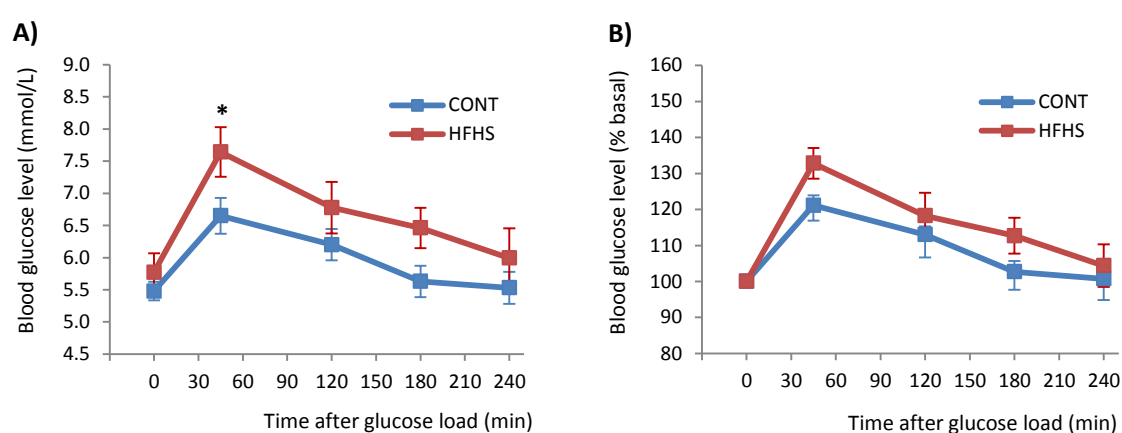 A)
Blood glucose level (mmol/L)
9.0
8.5
8.0
7.5
7.0
6.5
6.0
5.5
5.0
4.5
*
CONT
HFHS
0 30 60 90 120 150 180 210 240
Time after glucose load (min)
B)
Blood glucose level (% basal)
160
150
140
130
120
110
100
90
80
CONT
HFHS
0 30 60 90 120 150 180 210 240
Time after glucose load (min)